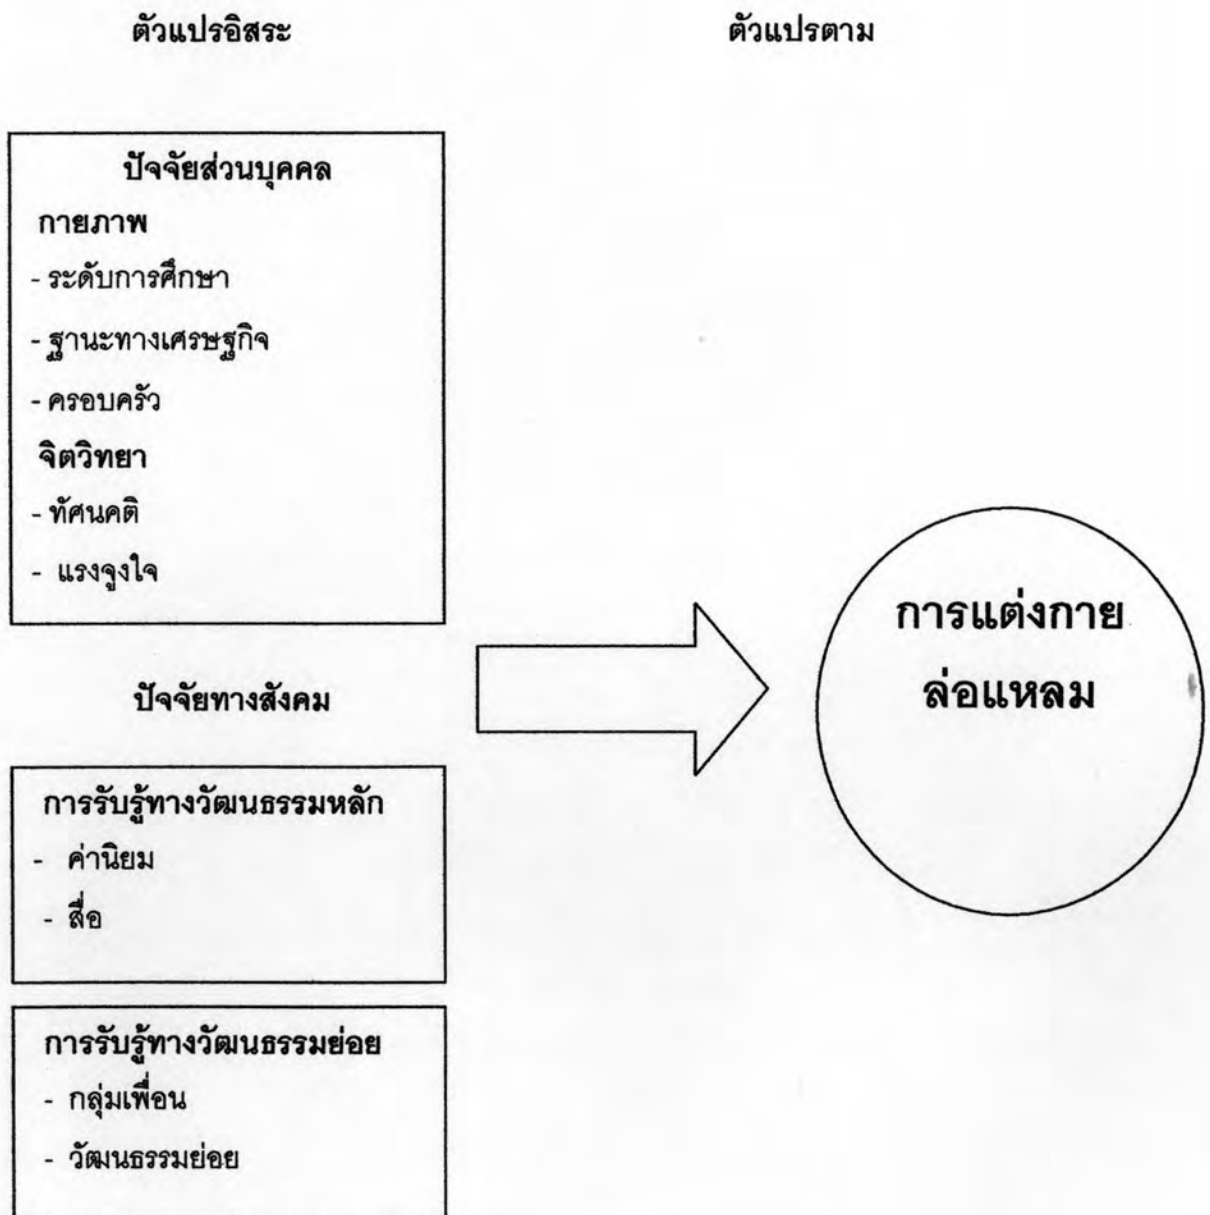 ตัวแปรอิสระ
ตัวแปรตาม
ปัจจัยส่วนบุคคล
กายภาพ
- ระดับการศึกษา
- ฐานะทางเศรษฐกิจ
- ครอบครัว
จิตวิทยา
- ทัศนคติ
- แรงจูงใจ
ปัจจัยทางสังคม
การรับรู้ทางวัฒนธรรมหลัก
- ค่านิยม
- สื่อ
การรับรู้ทางวัฒนธรรมย่อย
- กลุ่มเพื่อน
- วัฒนธรรมย่อย
การแต่งกาย
ล่อแหลม